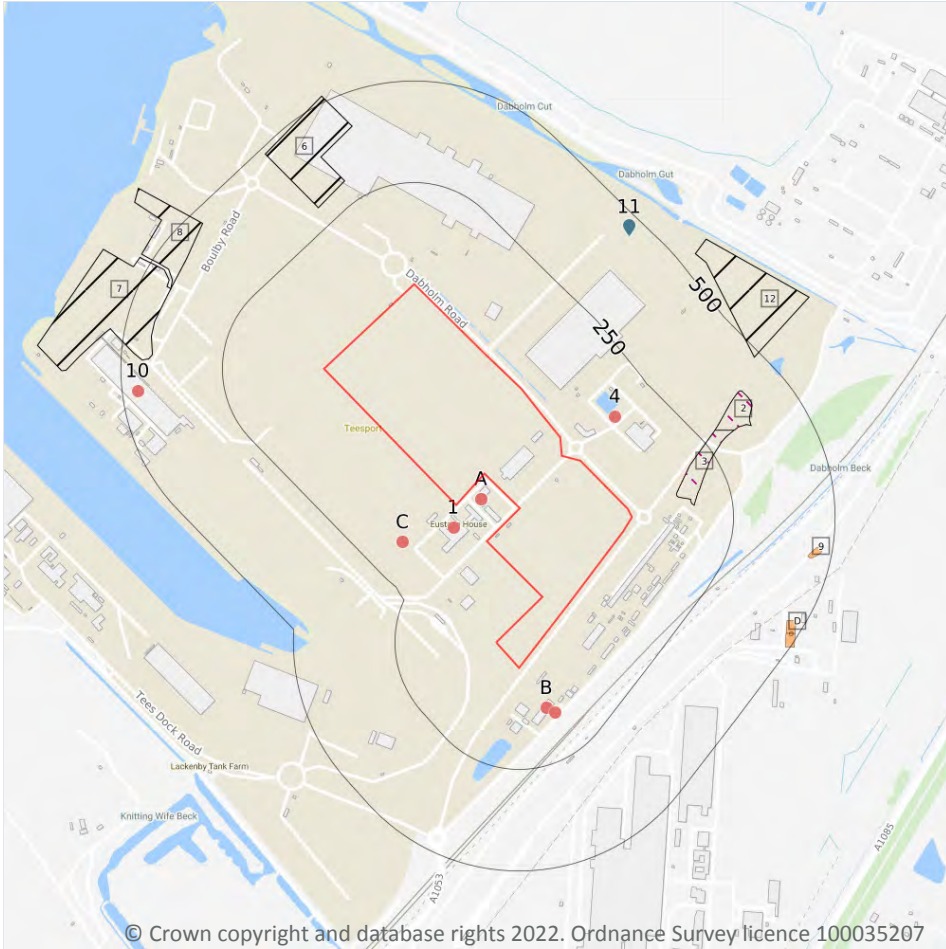 Dabholm Cut
6
Dabholm Gut
11
8
Boulby Road
7
500
12
Dabholm Road
250
10
4
2
Teesport
3
Dabholm Beck
A
1
Eustace House
C
9
D
B
Tees Dock Road
Lackenby Tank Farm
Knitting Wife Beck
A1085
A1053
© Crown copyright and database rights 2022. Ordnance Survey licence 100035207